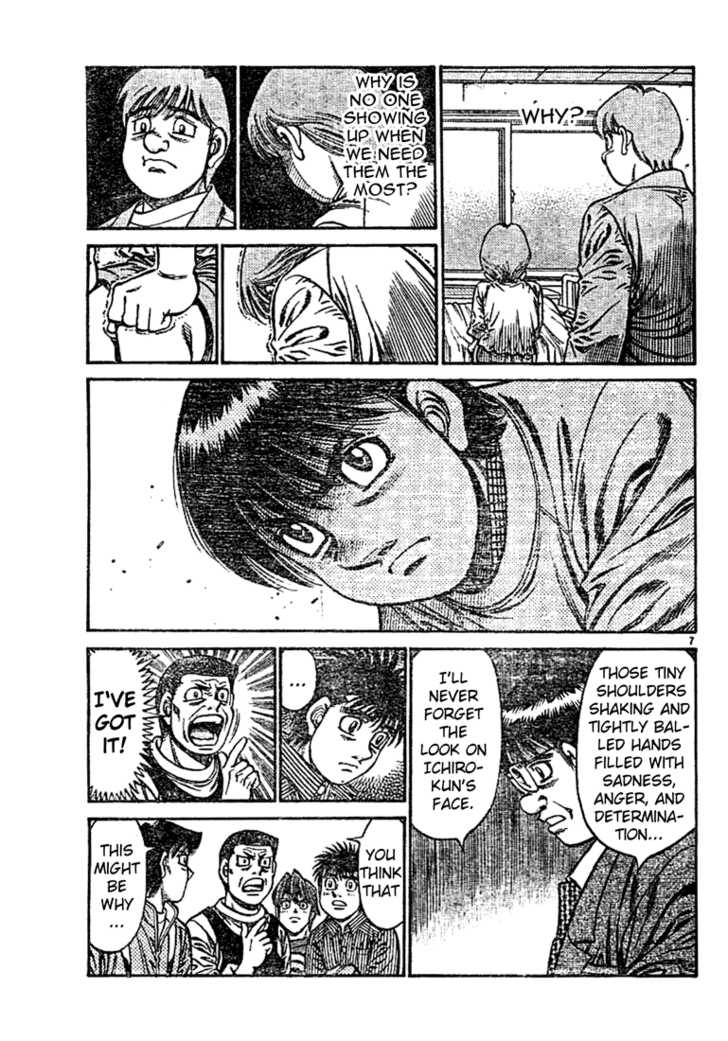 WHY?
WHY IS
NO ONE
SHOWING
UP WHEN
WE NEED
THEM THE
MOST?
7
THOSE TINY
SHOULDERS
SHAKING AND
TIGHTLY BAL-
LED HANDS
FILLED WITH
SADNESS,
ANGER, AND
DETERMINA-
TION...
I'LL
NEVER
FORGET
THE
LOOK ON
ICHIRO-
KUN'S
FACE.
...
I'VE
GOT
IT!
YOU
THINK
THAT
THIS
MIGHT
BE
WHY
...